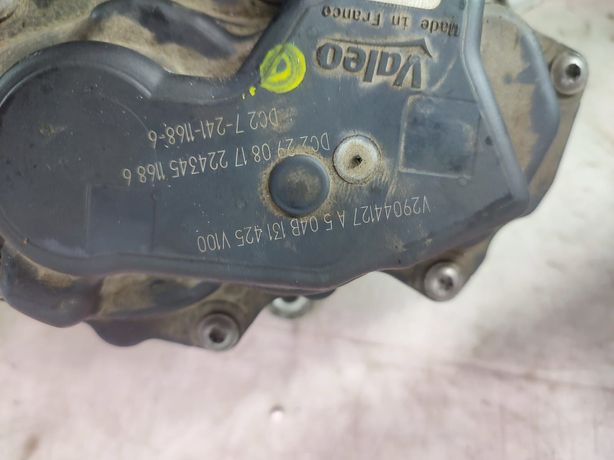 Valeo
Made in France
DC2 7-241-1168-6
DC2 29 08 17 224345 1168 6
V29044127 A 5 04B 131 425 V100